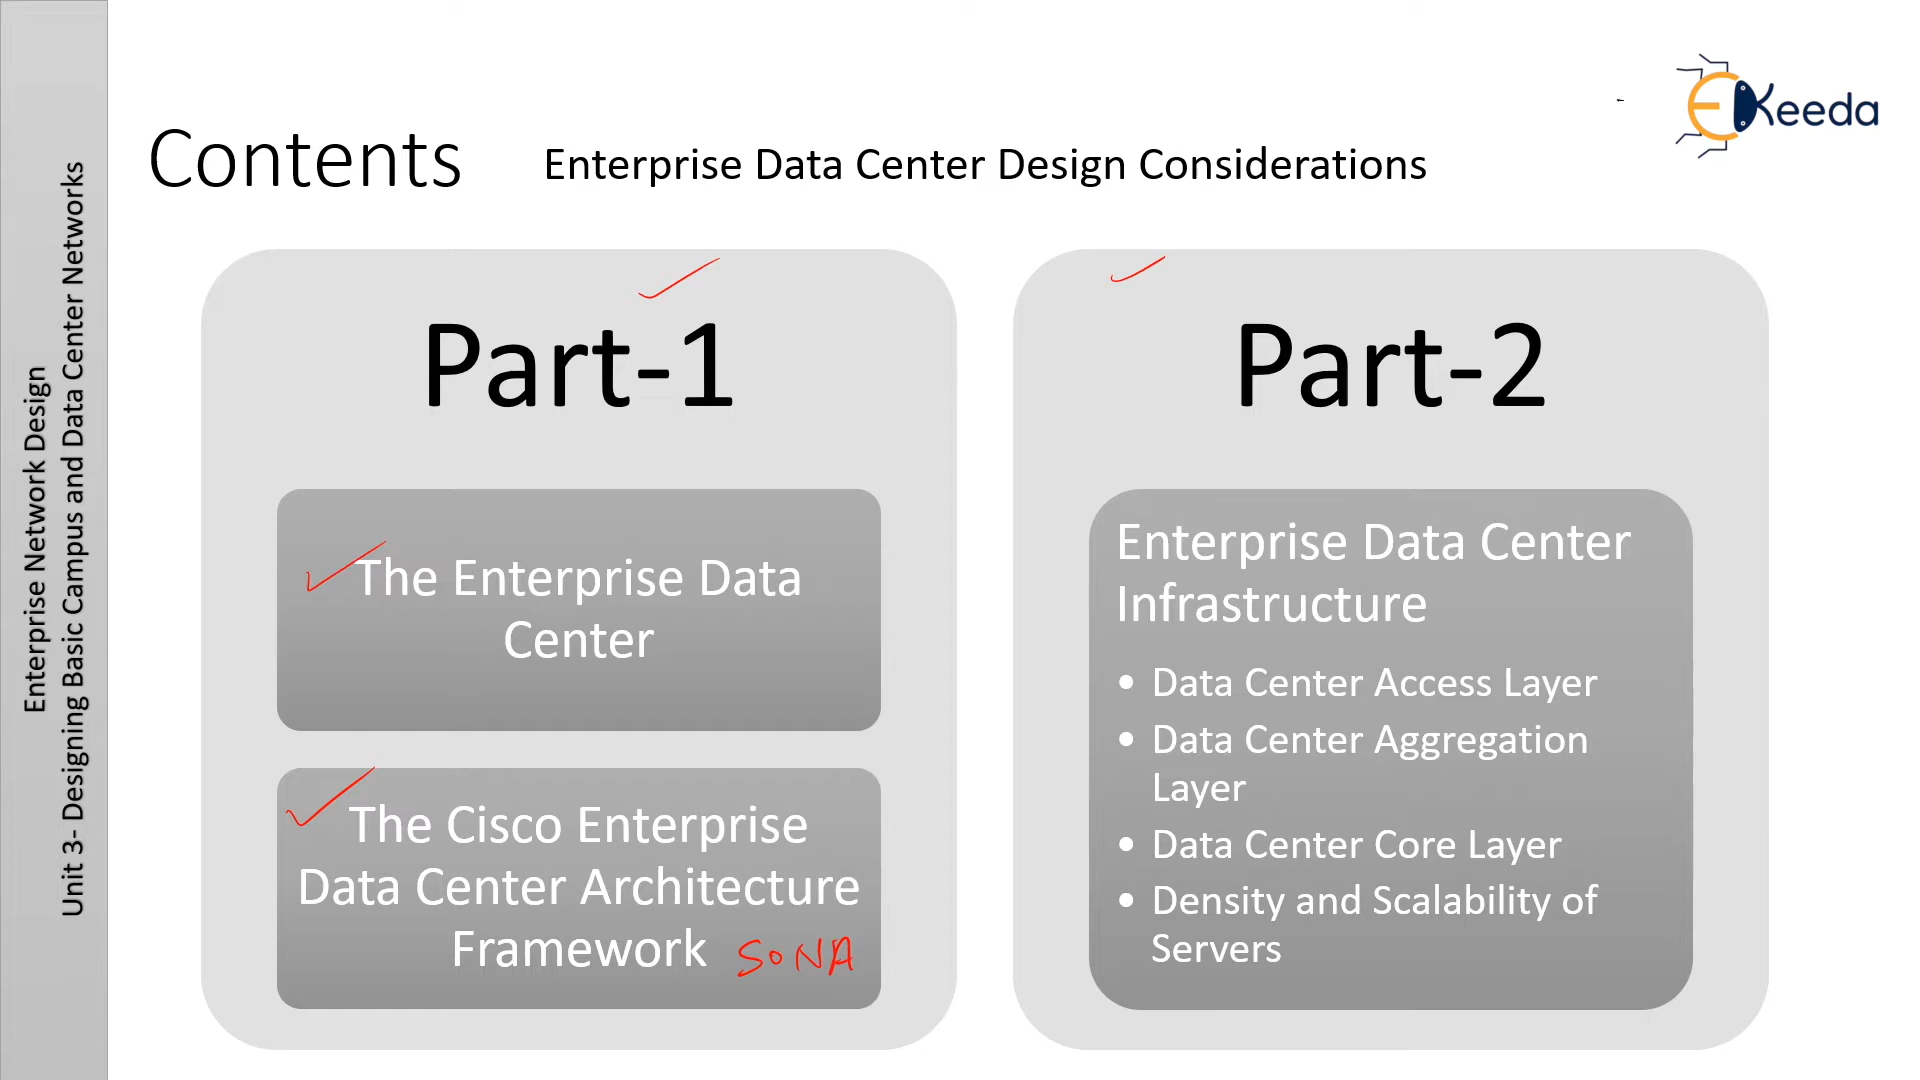 Enterprise Network Design
Unit 3- Designing Basic Campus and Data Center Networks
EKeeda
Contents
Enterprise Data Center Design Considerations
Part-1
The Enterprise Data
Center
The Cisco Enterprise
Data Center Architecture
Framework SONA
Part-2
Enterprise Data Center
Infrastructure
• Data Center Access Layer
• Data Center Aggregation
Layer
• Data Center Core Layer
• Density and Scalability of
Servers